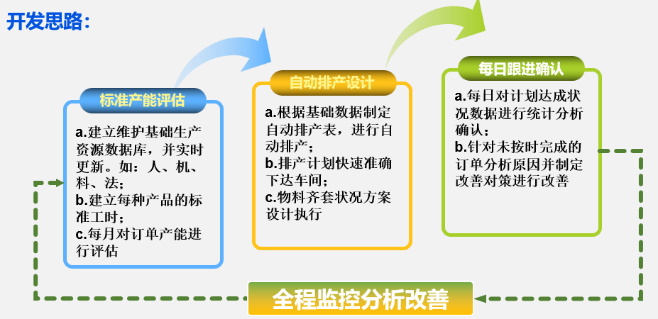 开发思路：
标准产能评估
a.建立维护基础生产
资源数据库，并实时
更新。如：人、机、
料、法；
b.建立每种产品的标
准工时；
c.每月对订单产能进
行评估
自动排产设计
a.根据基础数据制定
自动排产表，进行自
动排产；
b.排产计划快速准确
下达车间；
c.物料齐套状况方案
设计执行
每日跟进确认
a.每日对计划达成状
况数据进行统计分析
确认；
b.针对未按时完成的
订单分析原因并制定
改善对策进行改善
全程监控分析改善